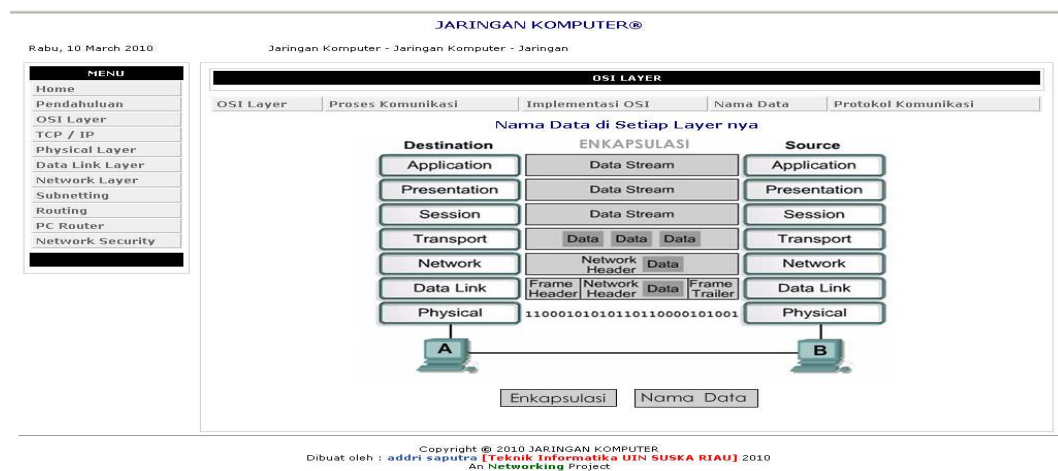 JARINGAN KOMPUTER®
Rabu, 10 March 2010
Jaringan Komputer - Jaringan Komputer - Jaringan
MENU
Home
Pendahuluan
OSI Layer
TCP / IP
Physical Layer
Data Link Layer
Network Layer
Subnetting
Routing
PC Router
Network Security
OSI LAYER
OSI Layer Proses Komunikasi Implementasi OSI Nama Data Protokol Komunikasi
Nama Data di Setiap Layer nya
Destination ENKAPSULASI Source
Application Data Stream Application
Presentation Data Stream Presentation
Session Data Stream Session
Transport Data Data Data Transport
Network Network Header Data Network
Data Link Frame Header Network Header Data Frame Trailer Data Link
Physical 1100010101011011000010100​1 Physical
A B
Enkapsulasi Nama Data
Copyright © 2010 JARINGAN KOMPUTER
Dibuat oleh : addri saputra [Teknik Informatika UIN SUSKA RIAU] 2010
An Networking Project